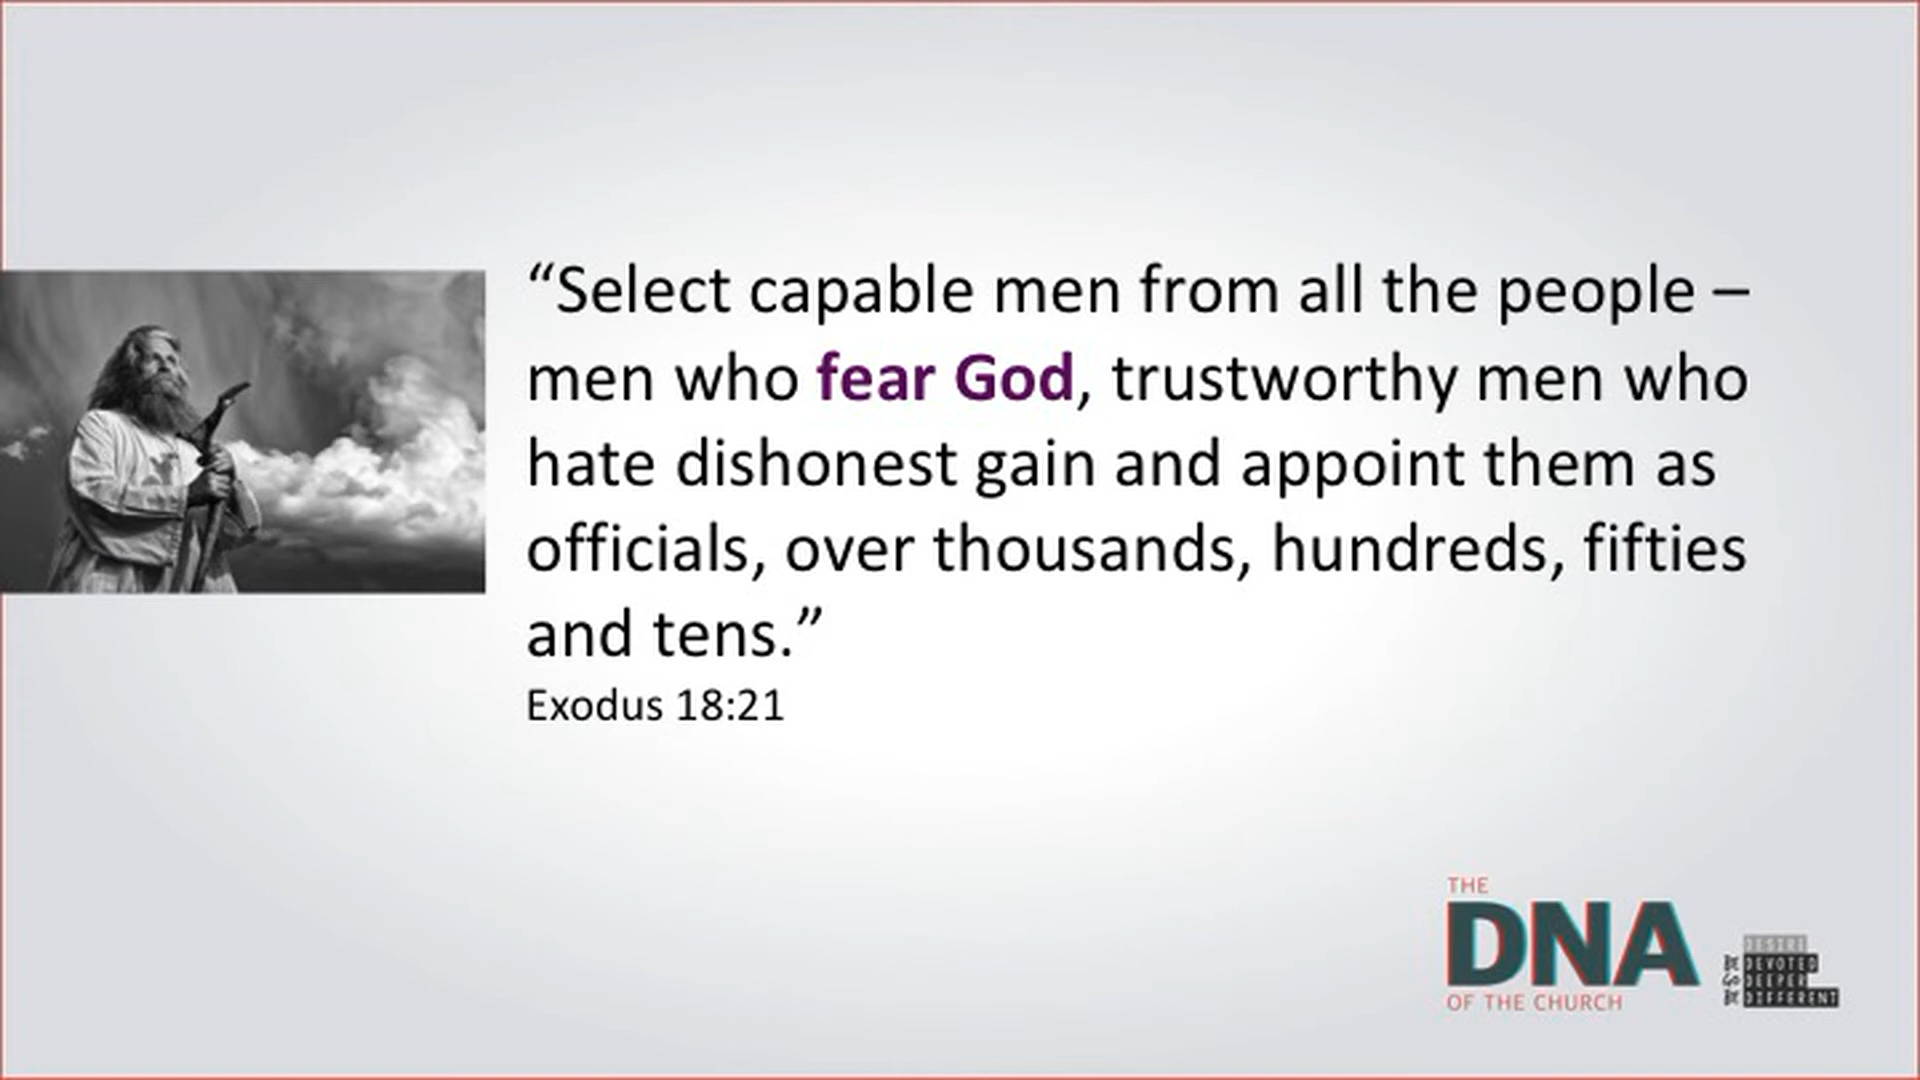 “Select capable men from all the people –
men who fear God, trustworthy men who
hate dishonest gain and appoint them as
officials, over thousands, hundreds, fifties
and tens.”
Exodus 18:21
THE
DNA
OF THE CHURCH
DESIRE
DEVOTED
DEEPER
DIFFERENT